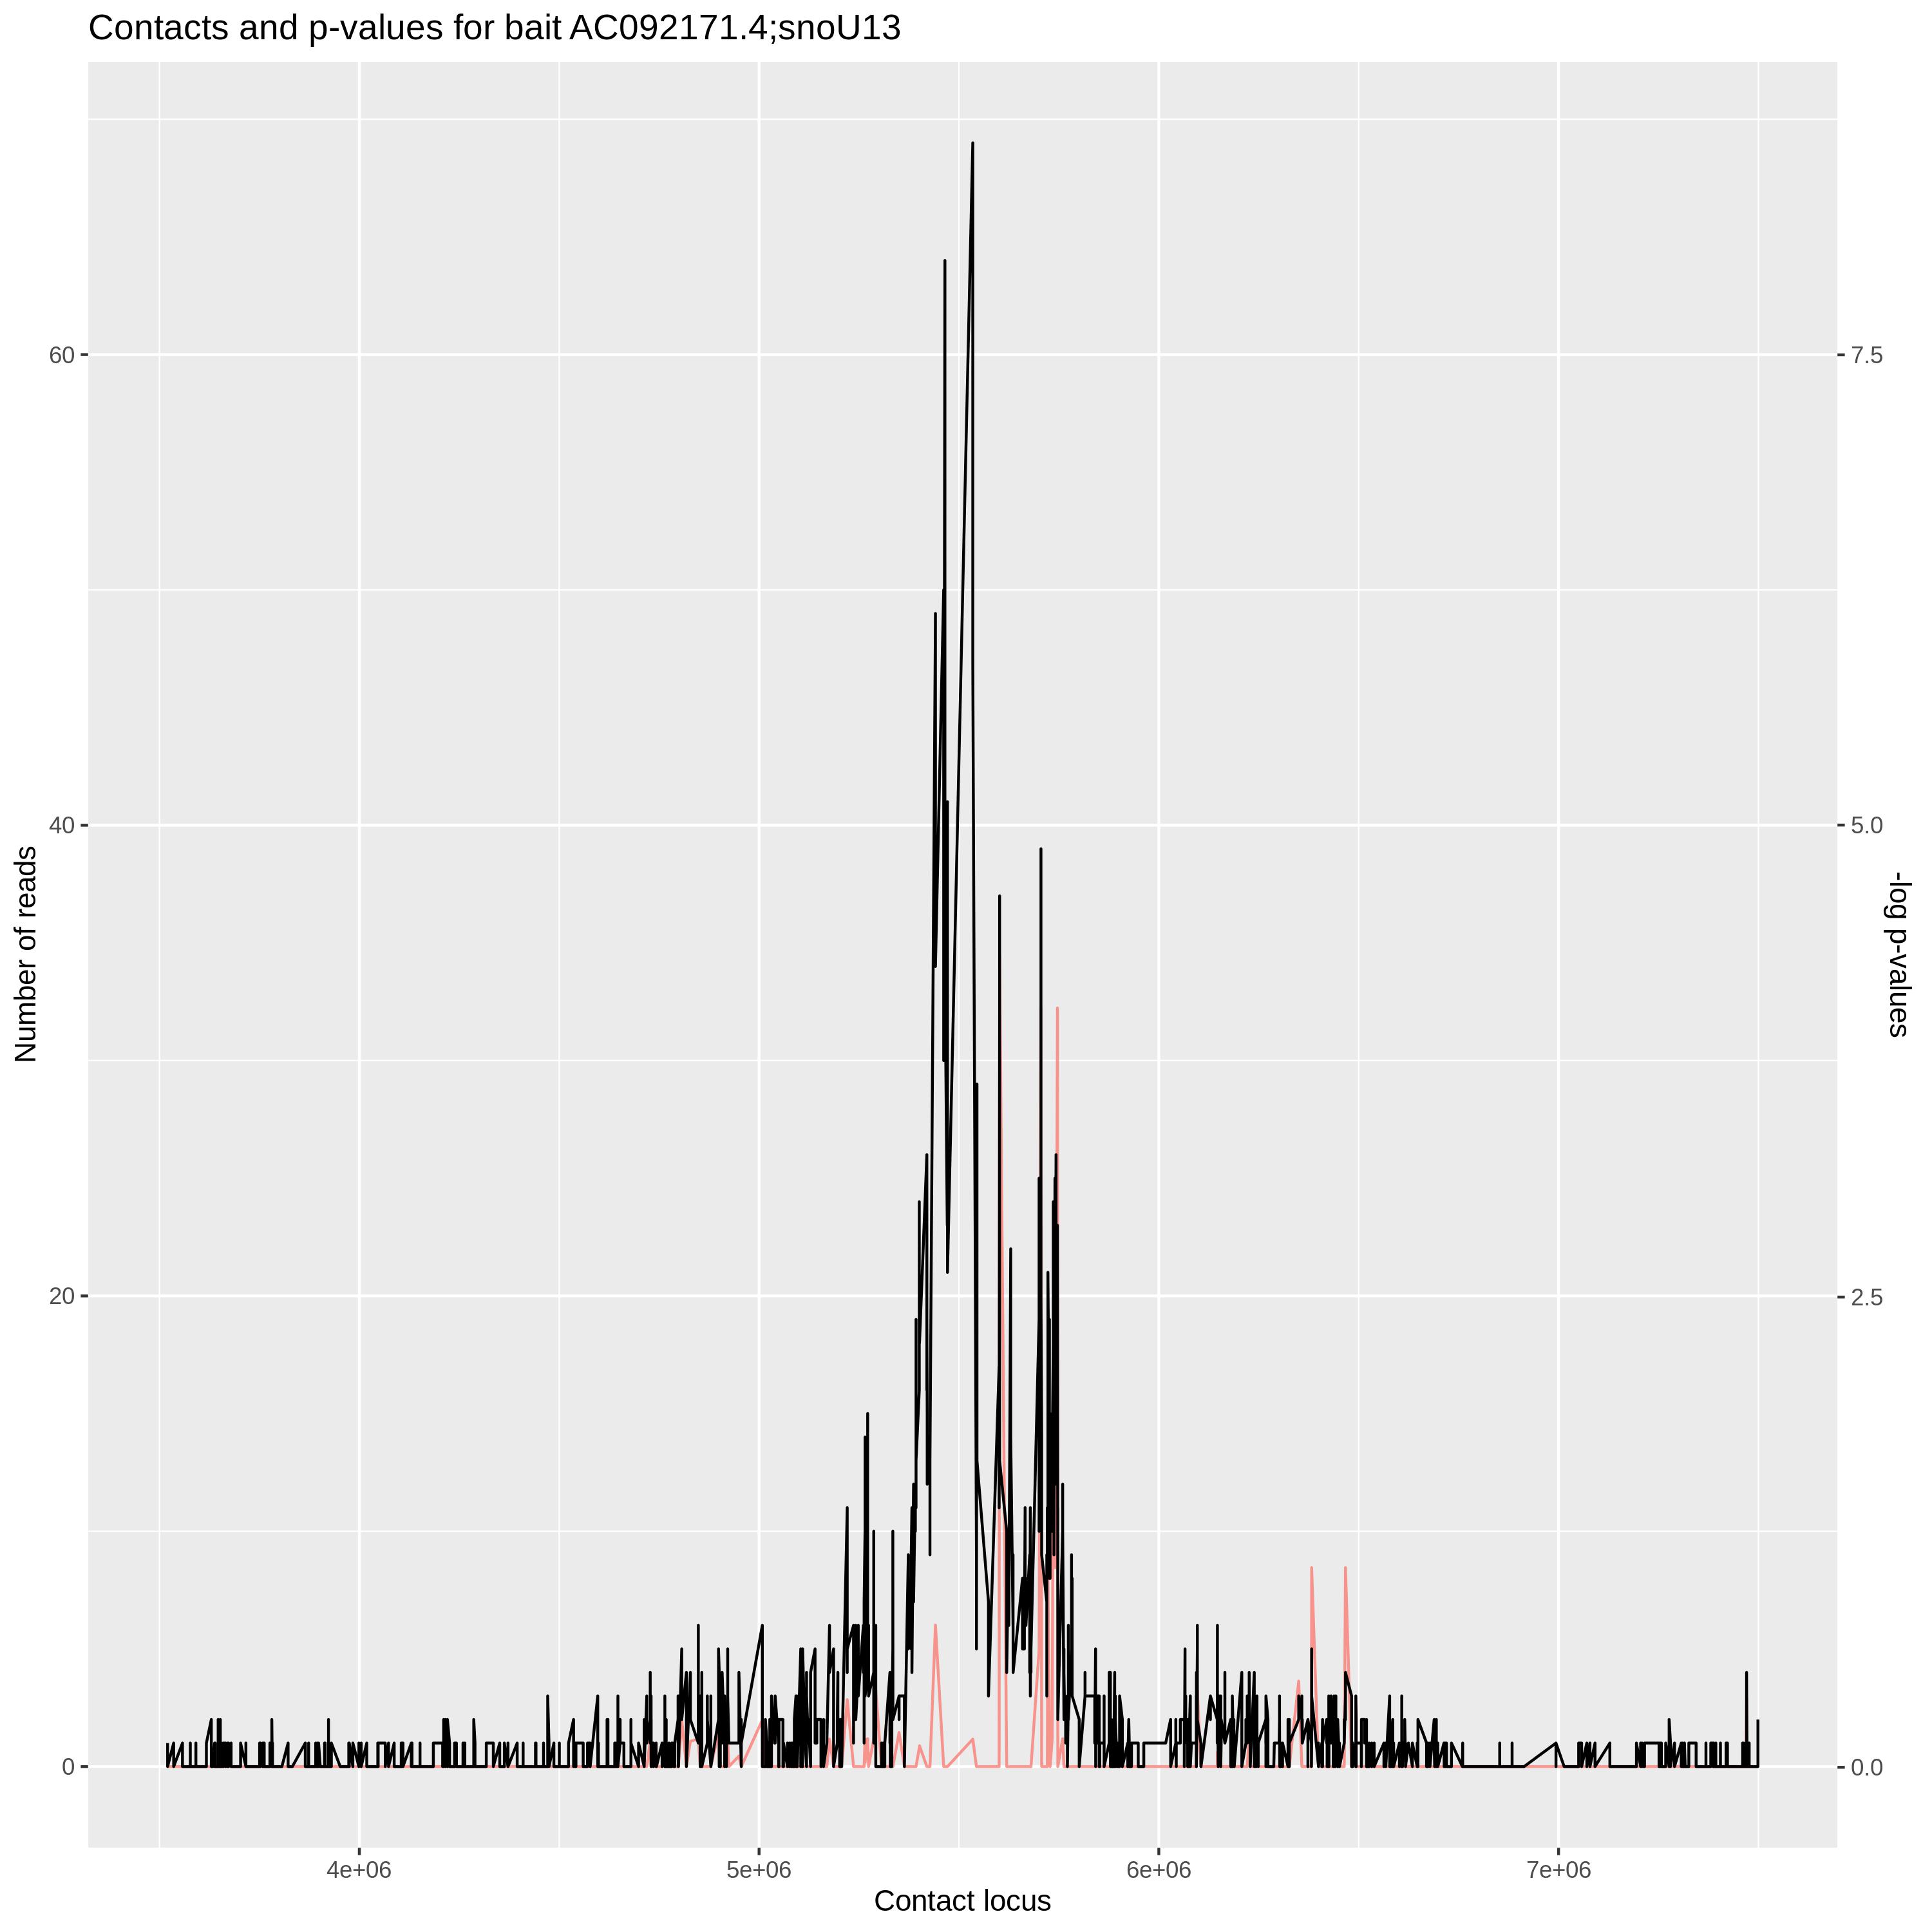 Contacts and p-values for bait AC092171.4;snoU13
60
40
20
0
Number of reads
7.5
5.0
2.5
0.0
-log p-values
4e+06
5e+06
6e+06
7e+06
Contact locus